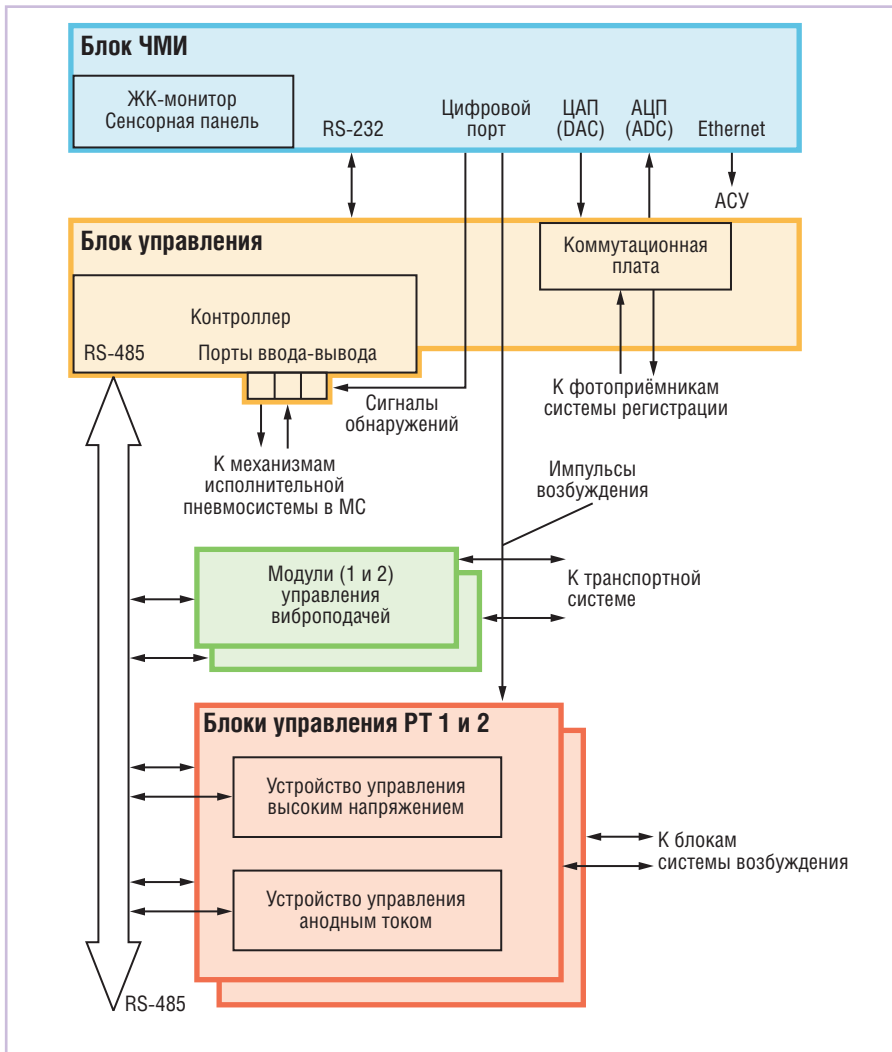 Блок ЧМИ
ЖК-монитор
Сенсорная панель
RS-232
Цифровой
порт
ЦАП
(DAC)
АЦП
(ADC)
Ethernet
АСУ
Блок управления
Коммутационная
плата
Контроллер
RS-485
Порты ввода-вывода
Сигналы
обнаружений
К фотоприёмникам
системы регистрации
К механизмам
исполнительной
пневмосистемы в МС
Импульсы
возбуждения
Модули (1 и 2)
управления
виброподачей
К транспортной
системе
Блоки управления РТ 1 и 2
Устройство управления
высоким напряжением
К блокам
системы возбуждения
Устройство управления
анодным током
RS-485